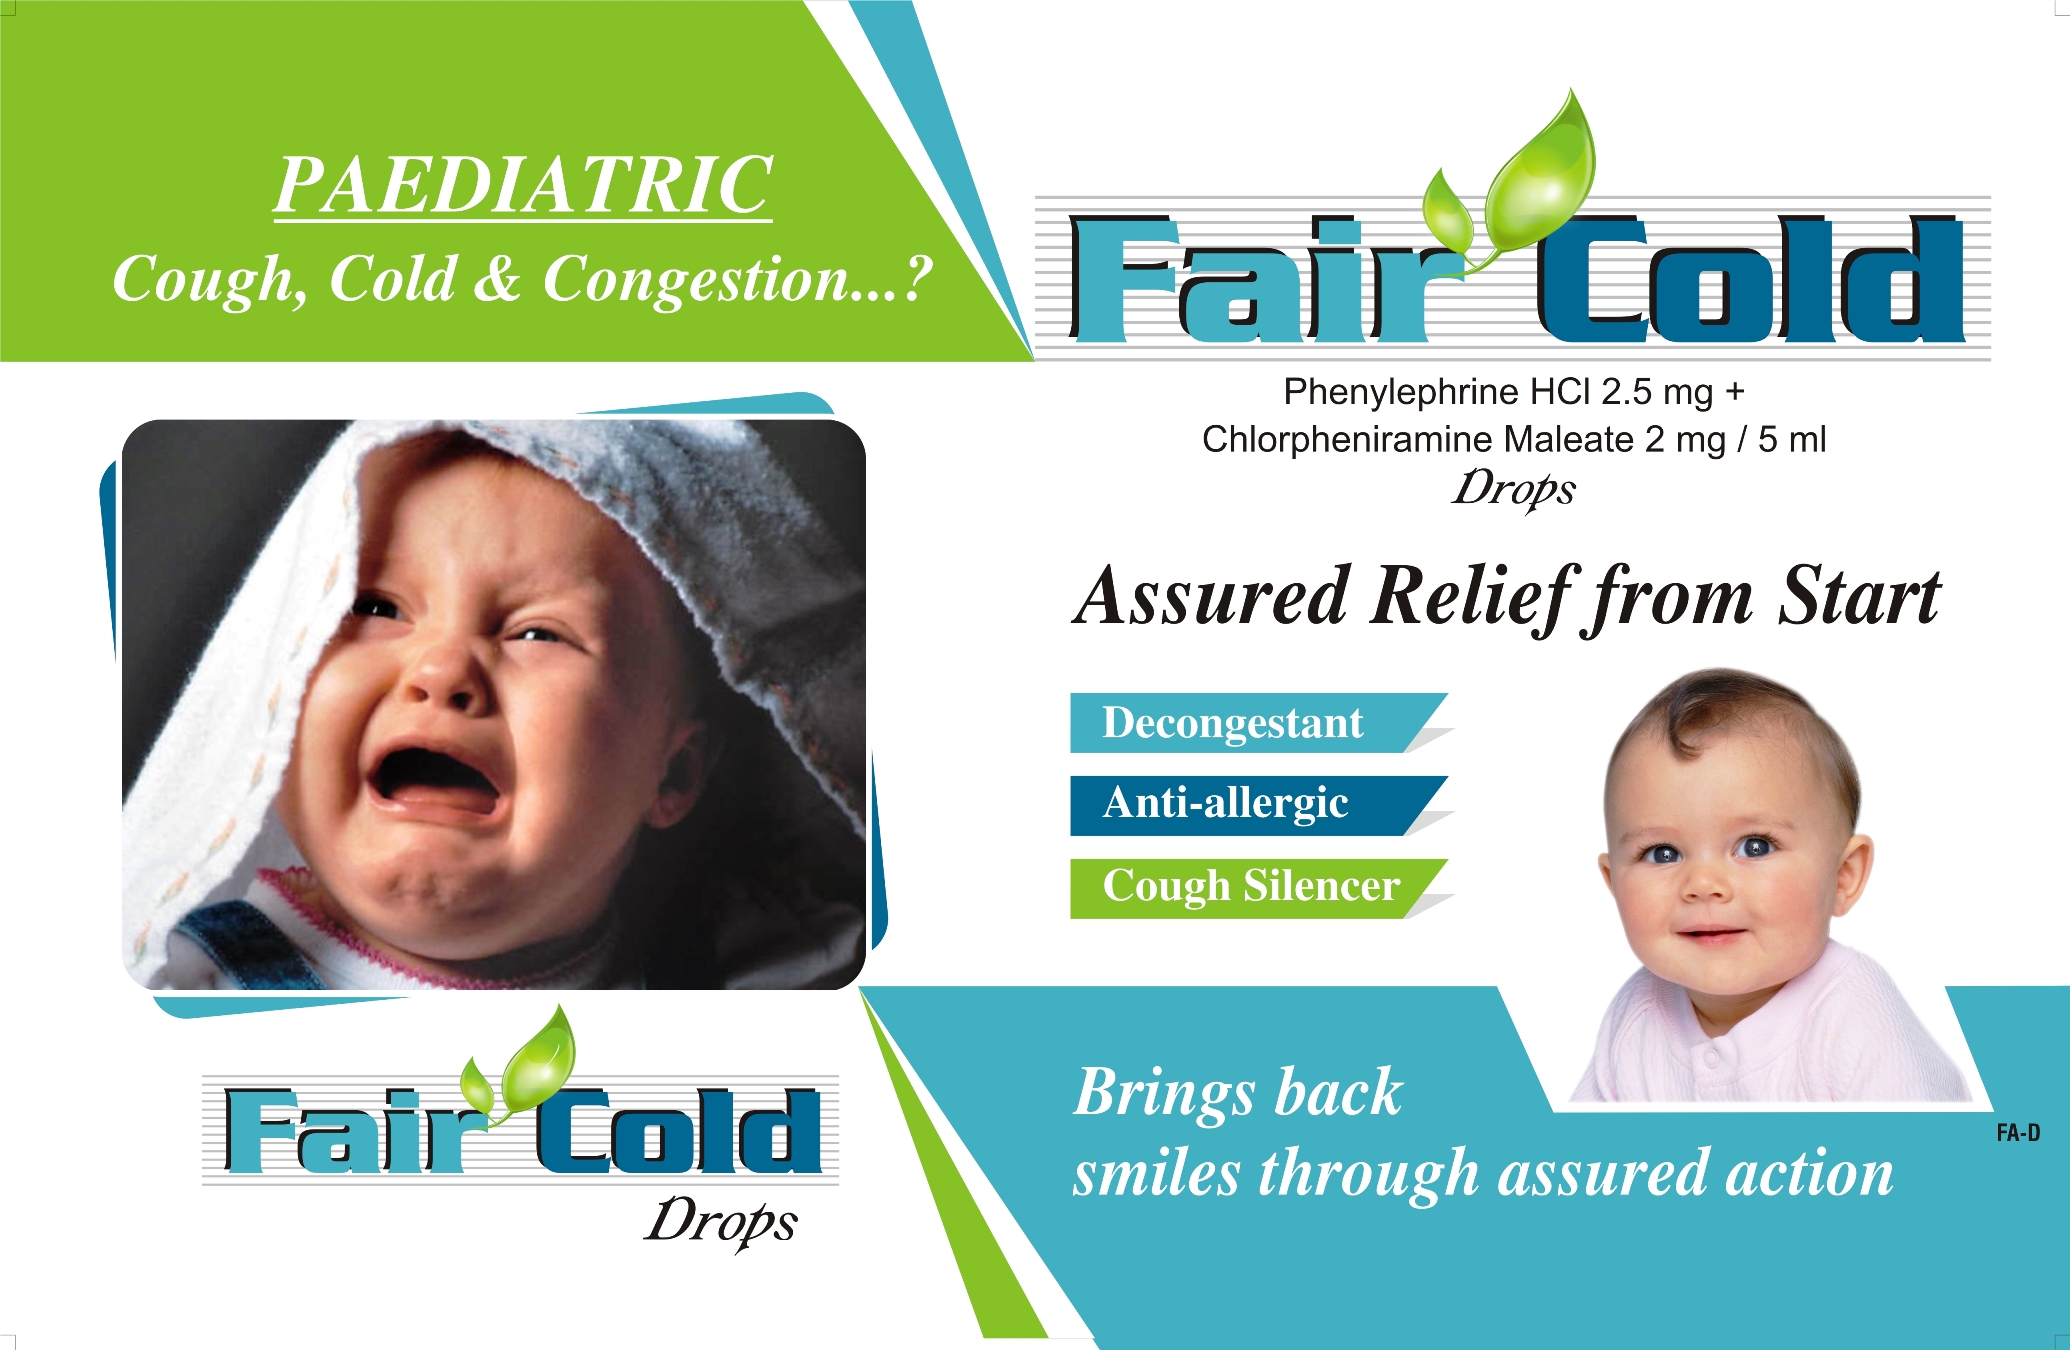 PAEDIATRIC
Cough, Cold & Congestion...?
Fair Cold
Drops
Fair Cold
Phenylephrine HCl 2.5 mg +
Chlorpheniramine Maleate 2 mg / 5 ml
Drops
Assured Relief from Start
Decongestant
Anti-allergic
Cough Silencer
Brings back
smiles through assured action
FA-D